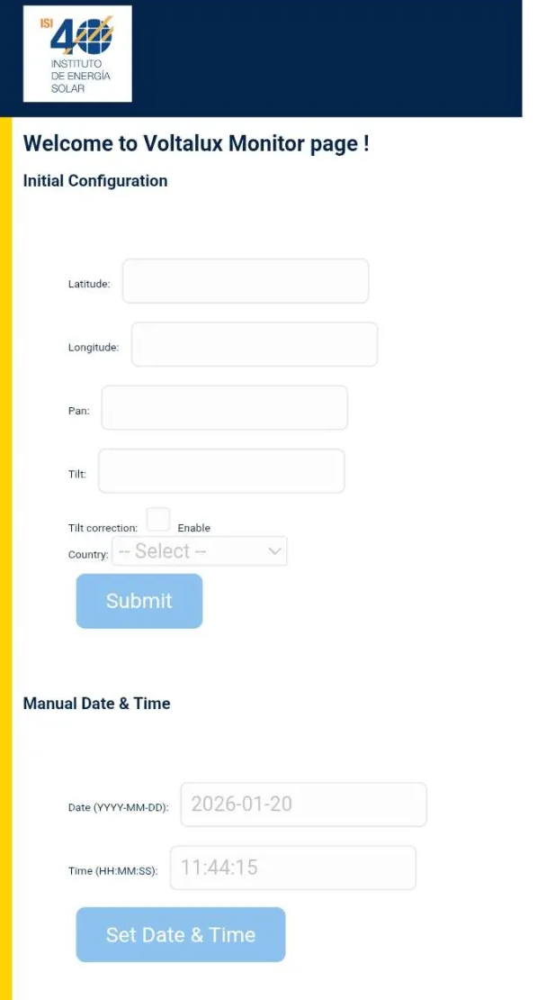 ISI
40
INSTITUTO
DE ENERGÍA
SOLAR
Welcome to Voltalux Monitor page !
Initial Configuration
Latitude:
Longitude:
Pan:
Tilt:
Tilt correction: Enable
Country: -- Select --
Submit
Manual Date & Time
Date (YYYY-MM-DD): 2026-01-20
Time (HH:MM:SS): 11:44:15
Set Date & Time